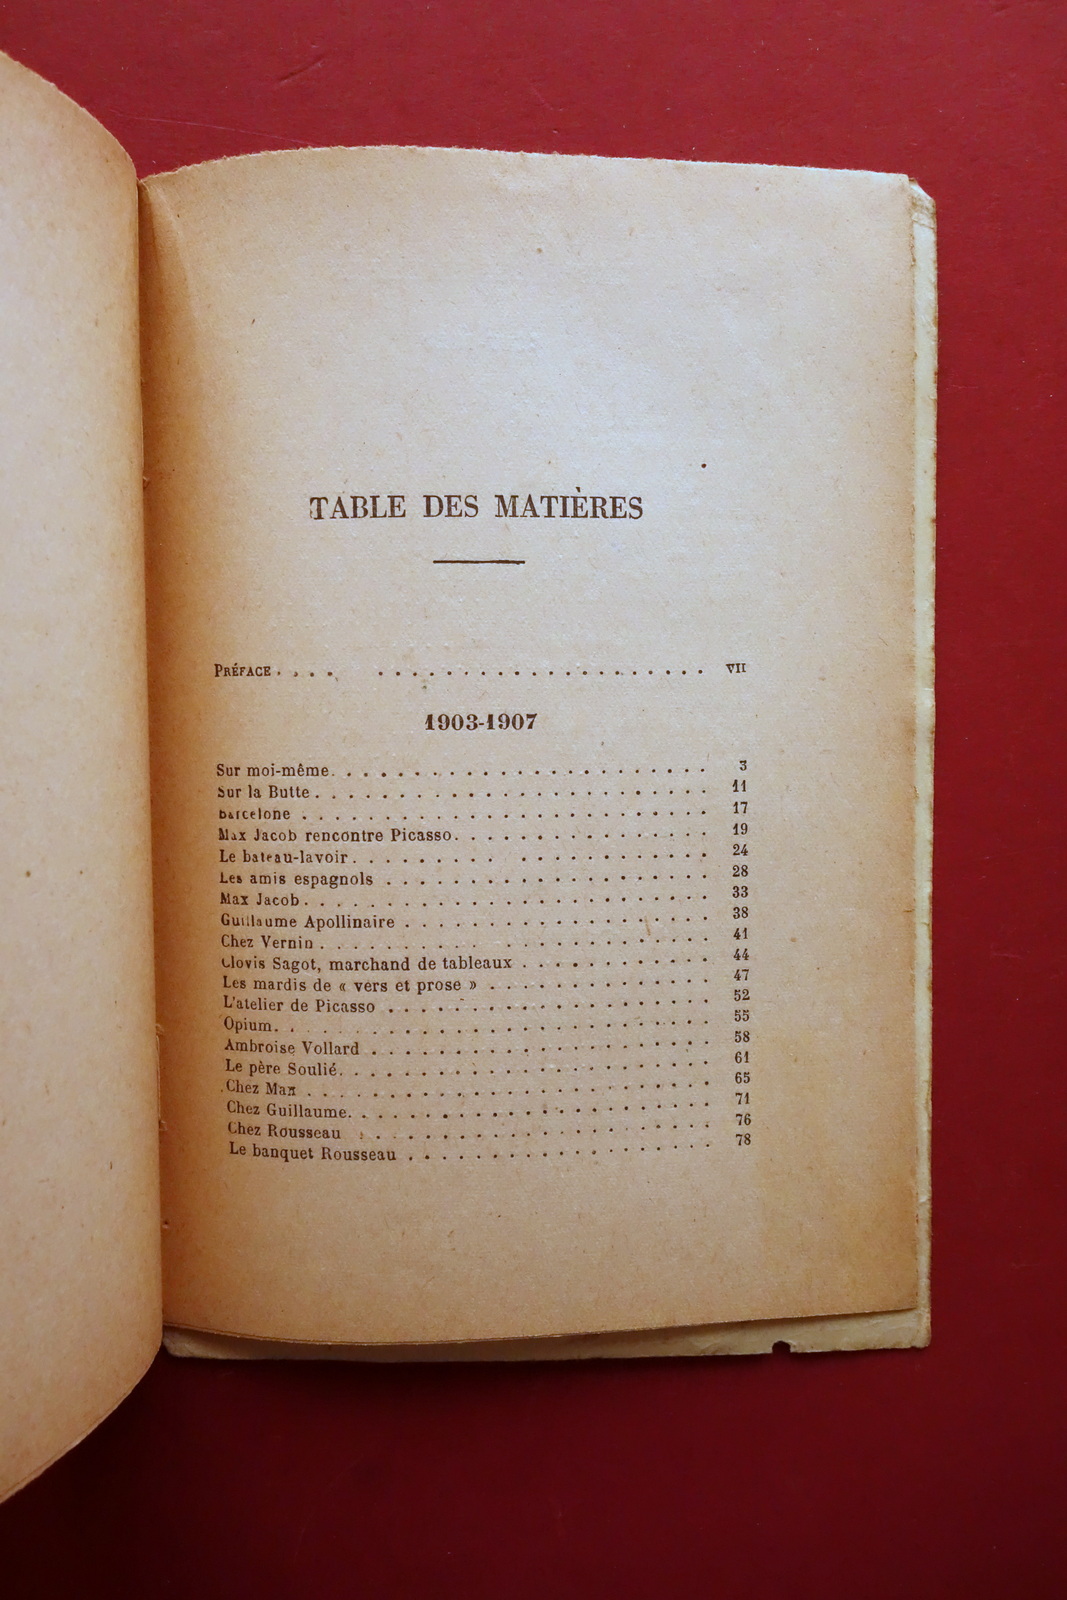 TABLE DES MATIÈRES
PRÉFACE . . . . . . . . . . . . . . . . . . . . . . . VII
1903-1907
Sur moi-même. . . . . . . . . . . . . . . . . . . . 3
Sur la Butte . . . . . . . . . . . . . . . . . . . . 11
Barcelone . . . . . . . . . . . . . . . . . . . . 17
Max Jacob rencontre Picasso. . . . . . . . . . . . . 19
Le bateau-lavoir . . . . . . . . . . . . . . . . . . 24
Les amis espagnols . . . . . . . . . . . . . . . . . 28
Max Jacob . . . . . . . . . . . . . . . . . . . . 33
Guillaume Apollinaire . . . . . . . . . . . . . . . . 38
Chez Vernin . . . . . . . . . . . . . . . . . . . . 41
Clovis Sagot, marchand de tableaux . . . . . . . . . . 44
Les mardis de « vers et prose » . . . . . . . . . . . 47
L'atelier de Picasso . . . . . . . . . . . . . . . . 52
Opium. . . . . . . . . . . . . . . . . . . . . . 55
Ambroise Vollard . . . . . . . . . . . . . . . . . . 58
Le père Soulié. . . . . . . . . . . . . . . . . . . 61
Chez Max . . . . . . . . . . . . . . . . . . . . 65
Chez Guillaume. . . . . . . . . . . . . . . . . . . 71
Chez Rousseau . . . . . . . . . . . . . . . . . . . 76
Le banquet Rousseau . . . . . . . . . . . . . . . . 78